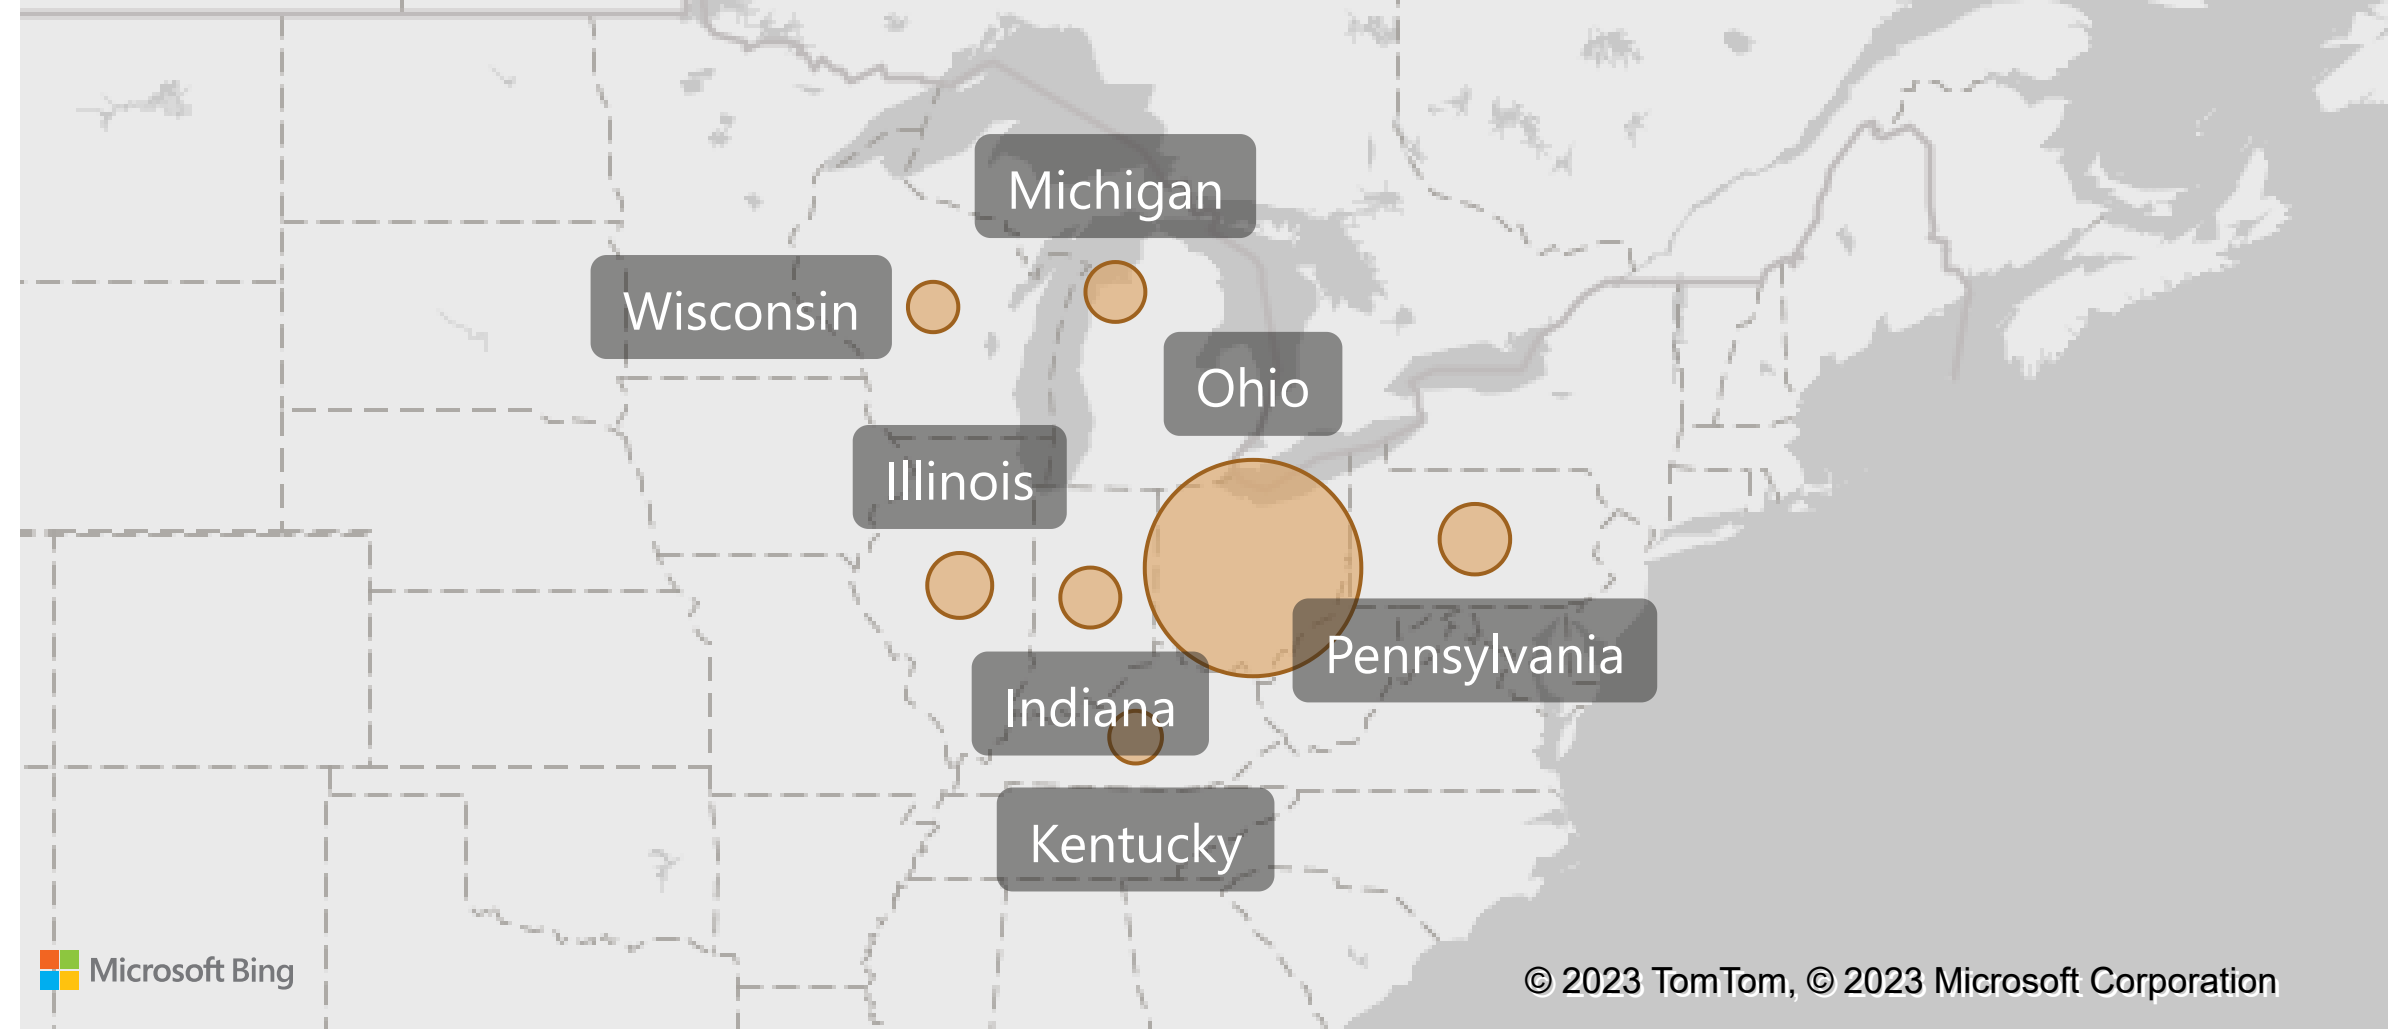 Michigan
Wisconsin
Ohio
Illinois
Pennsylvania
Indiana
Kentucky
Microsoft Bing
© 2023 TomTom, © 2023 Microsoft Corporation